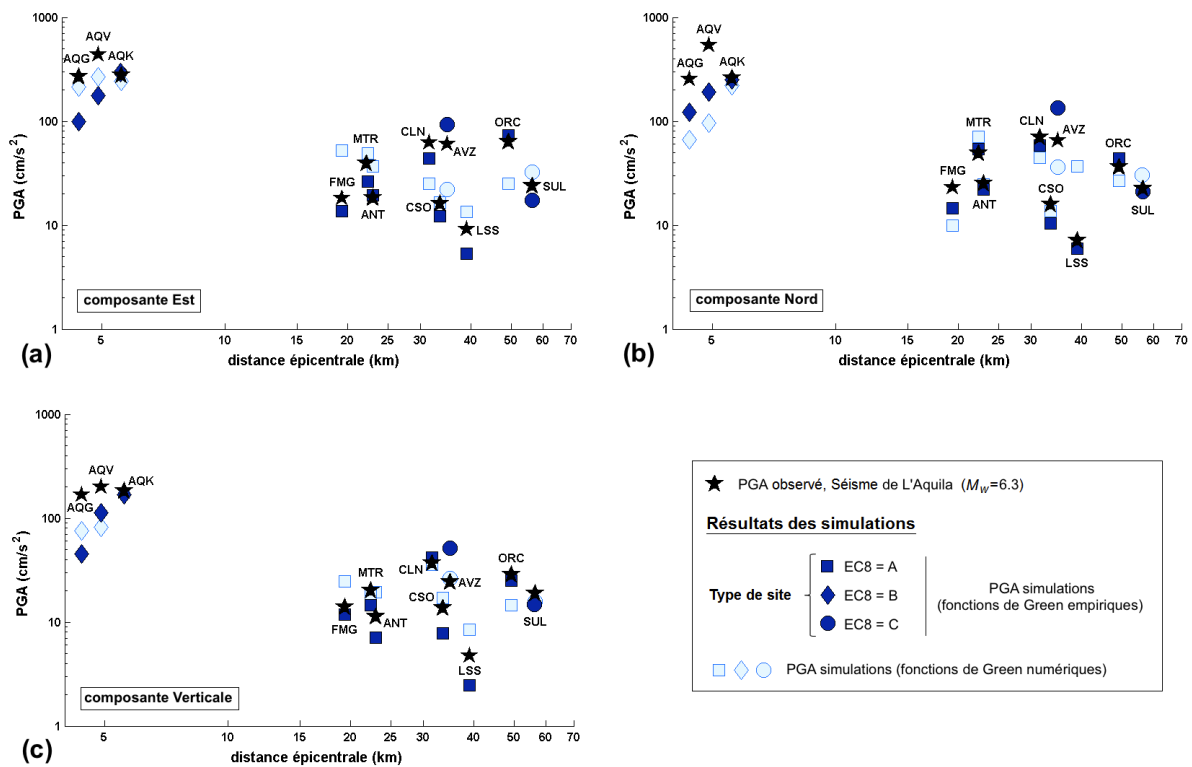 1000
100
10
1
PGA (cm/s²)
AQG
AQV
AQK
MTR
FMG
ANT
CLN
AVZ
CSO
LSS
ORC
SUL
composante Est
5
10
15
20
25
30
40
50
60
70
distance épicentrale (km)
(a)
1000
100
10
1
PGA (cm/s²)
AQG
AQV
AQK
MTR
FMG
ANT
CLN
AVZ
CSO
LSS
ORC
SUL
composante Nord
5
10
15
20
25
30
40
50
60
70
distance épicentrale (km)
(b)
1000
100
10
1
PGA (cm/s²)
AQG
AQV
AQK
MTR
FMG
ANT
CLN
AVZ
CSO
LSS
ORC
SUL
composante Verticale
5
10
15
20
25
30
40
50
60
70
distance épicentrale (km)
(c)
PGA observé, Séisme de L'Aquila (Mw=6.3)
Résultats des simulations
Type de site
EC8 = A
EC8 = B
EC8 = C
PGA simulations
(fonctions de Green empiriques)
PGA simulations (fonctions de Green numériques)